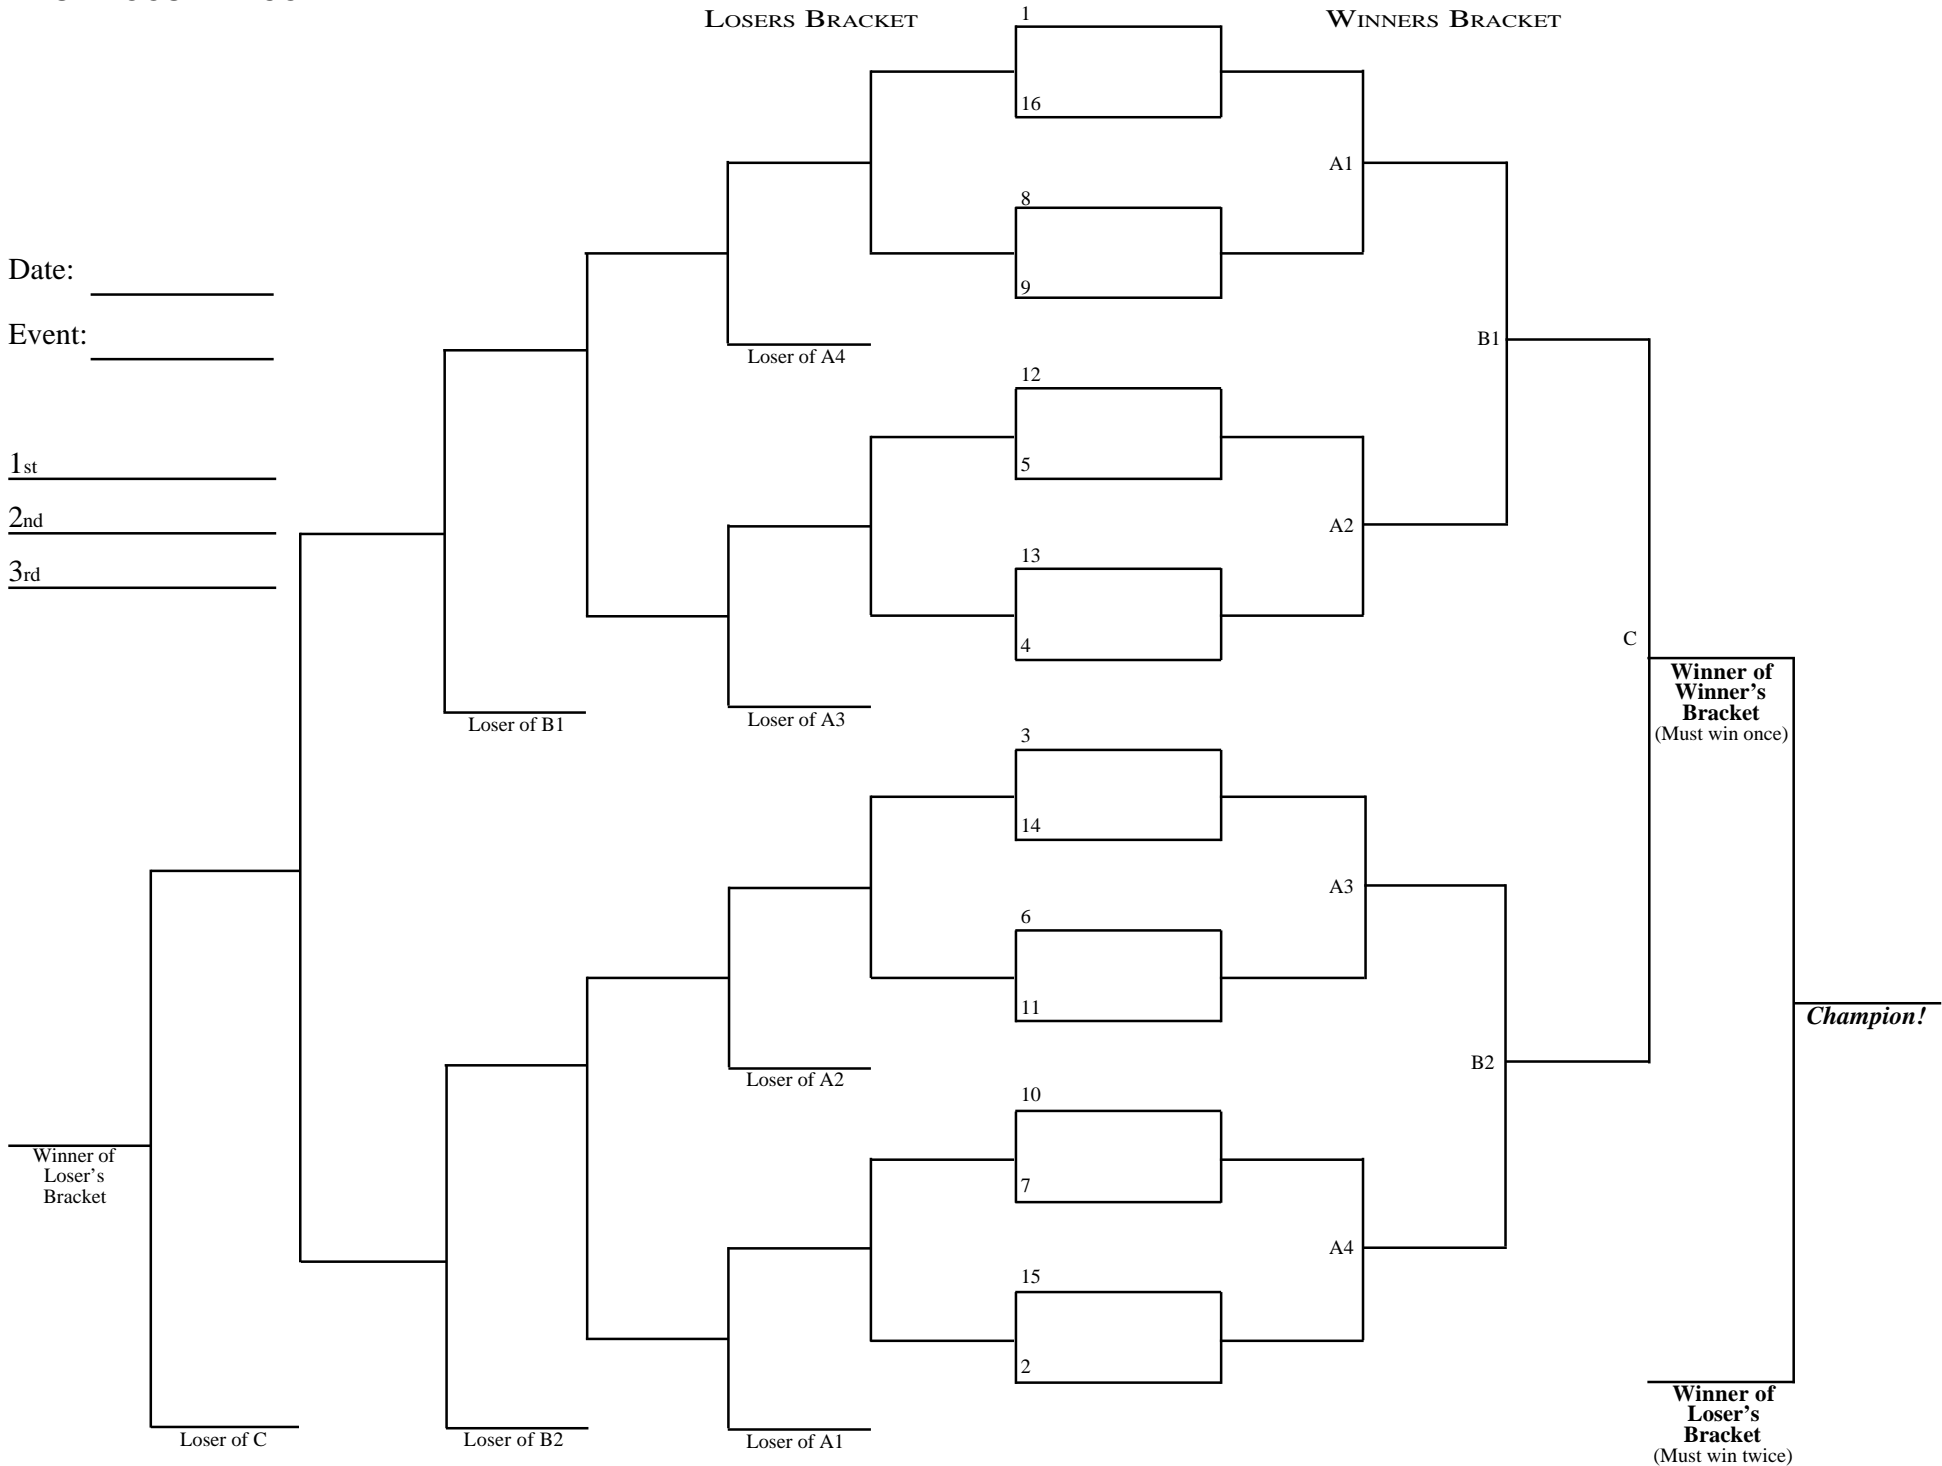 LOSERS BRACKET
WINNERS BRACKET
1
16
A1
8
9
Date:
Event:
B1
Loser of A4
12
5
1st
2nd
A2
3rd
13
4
C
Winner of
Winner's
Bracket
(Must win once)
Loser of B1
Loser of A3
3
14
A3
6
11
Champion!
B2
Loser of A2
10
7
Winner of
Loser's
Bracket
A4
15
2
Loser of C
Loser of B2
Loser of A1
Winner of
Loser's
Bracket
(Must win twice)